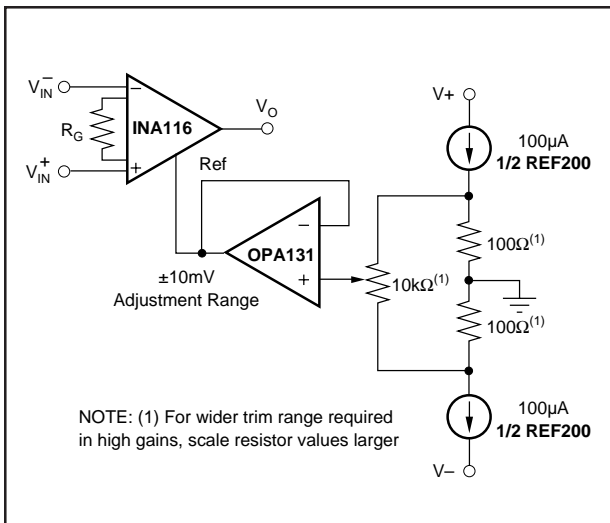 V–IN
V+IN
RG
–
+
INA116
VO
Ref
–
+
OPA131
±10mV
Adjustment Range
10kΩ(1)
V+
100µA
1/2 REF200
100Ω(1)
100Ω(1)
100µA
1/2 REF200
V–
NOTE: (1) For wider trim range required
in high gains, scale resistor values larger